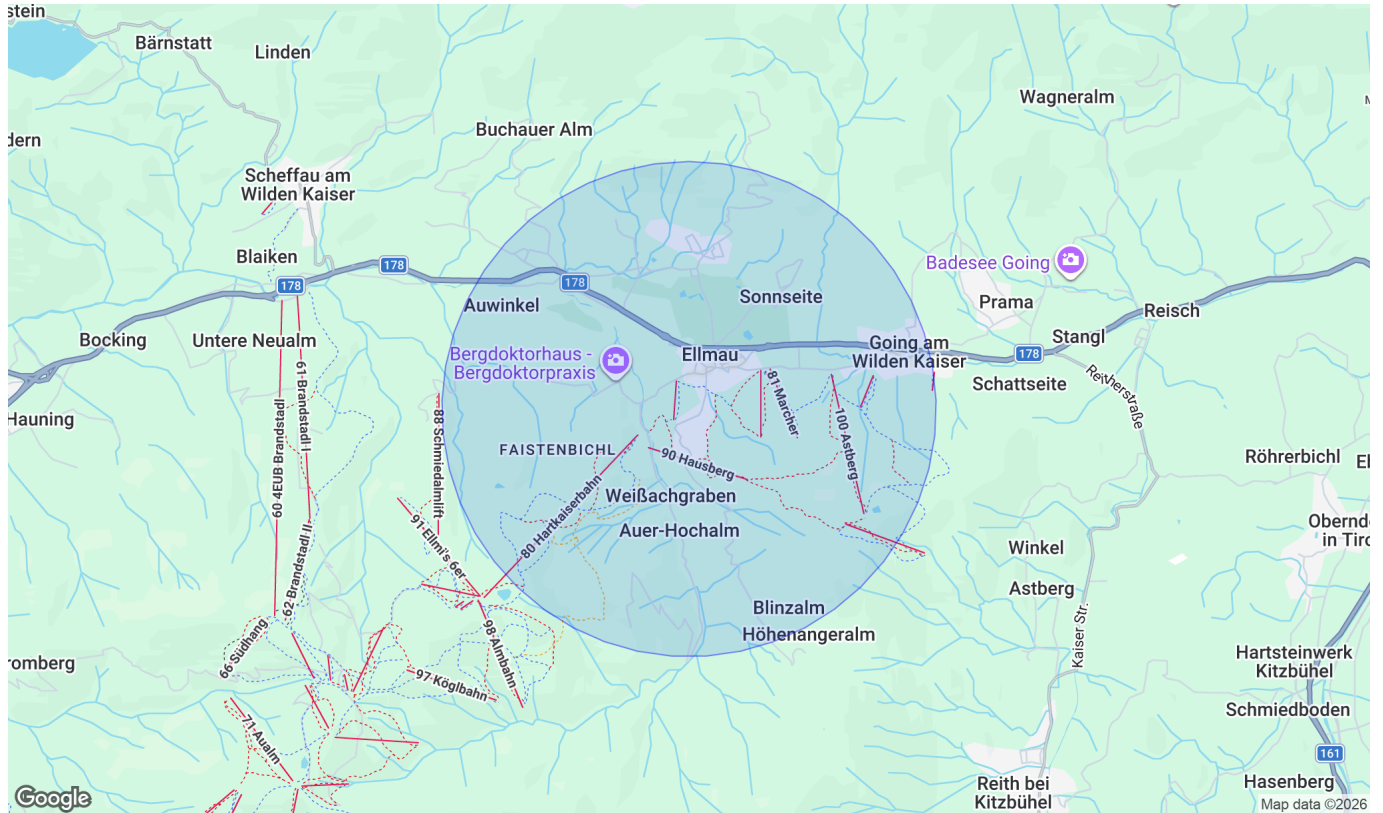 stein
Bärnstatt
Linden
Wagneralm
Buchauer Alm
dern
Scheffau am
Wilden Kaiser
Blaiken
178
178
178
Badesee Going
Auwinkel
Sonnseite
Prama
Reisch
Bocking
Untere Neualm
Stangl
Ellmau
Going am
Wilden Kaiser
178
Bergdoktorhaus -
Bergdoktorpraxis
Schattseite
Reitherstraße
61 Brandstadl I
81 Marcher
Hauning
60 4EUB Brandstadl
88 Schmiedalmlift
100 Astberg
FAISTENBICHL
90 Hausberg
Röhrerbichl
El
Weißachgraben
80 Hartkaiserbahn
Auer-Hochalm
91 Ellmi's 6er
62 Brandstadl II
Obernd
in Tiro
Winkel
Astberg
Blinzalm
Höhenangeralm
Kaiser Str.
66 Südhang
98 Almbahn
romberg
97 Köglbahn
Hartsteinwerk
Kitzbühel
Schmiedboden
71 Aualm
161
Reith bei
Kitzbühel
Hasenberg
Google
Map data ©2026